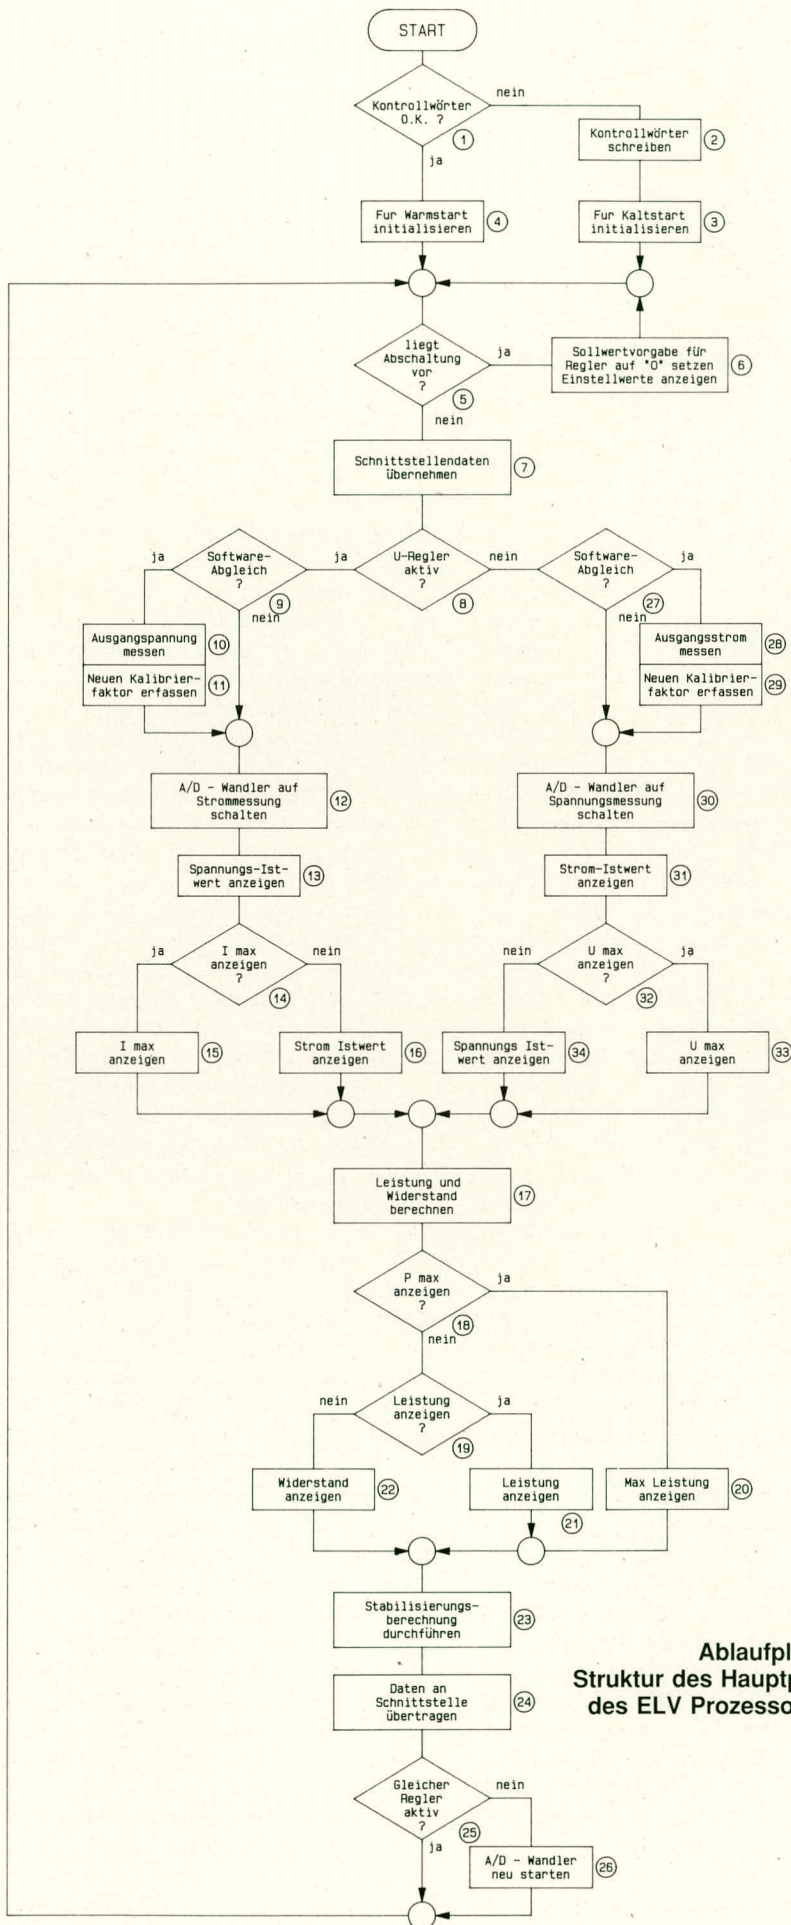 START
nein
Kontrollwörter
O.K. ?
1
ja
Kontrollwörter
schreiben
2
Fur Warmstart
initialisieren
4
Fur Kaltstart
initialisieren
3
liegt
Abschaltung
vor
?
5
ja
nein
Sollwertvorgabe für
Regler auf "0" setzen
Einstellwerte anzeigen
6
Schnittstellendaten
übernehmen
7
ja
Software-
Abgleich
?
9
nein
ja
U-Regler
aktiv
?
8
nein
Software-
Abgleich
?
27
nein
ja
Ausgangspannung
messen
10
Neuen Kalibrier-
faktor erfassen
11
Ausgangsstrom
messen
28
Neuen Kalibrier-
faktor erfassen
29
A/D - Wandler auf
Strommessung
schalten
12
A/D - Wandler auf
Spannungsmessung
schalten
30
Spannungs-Ist-
wert anzeigen
13
Strom-Istwert
anzeigen
31
ja
I max
anzeigen
?
14
nein
nein
U max
anzeigen
?
32
ja
I max
anzeigen
15
Strom Istwert
anzeigen
16
Spannungs Ist-
wert anzeigen
34
U max
anzeigen
33
Leistung und
Widerstand
berechnen
17
P max
anzeigen
?
18
ja
nein
nein
Leistung
anzeigen
?
19
ja
Widerstand
anzeigen
22
Leistung
anzeigen
21
Max Leistung
anzeigen
20
Stabilisierungs-
berechnung
durchführen
23
Daten an
Schnittstelle
übertragen
24
Ablaufpl
Struktur des Hauptp
des ELV Prozesso
Gleicher
Regler
aktiv
?
25
nein
ja
A/D - Wandler
neu starten
26